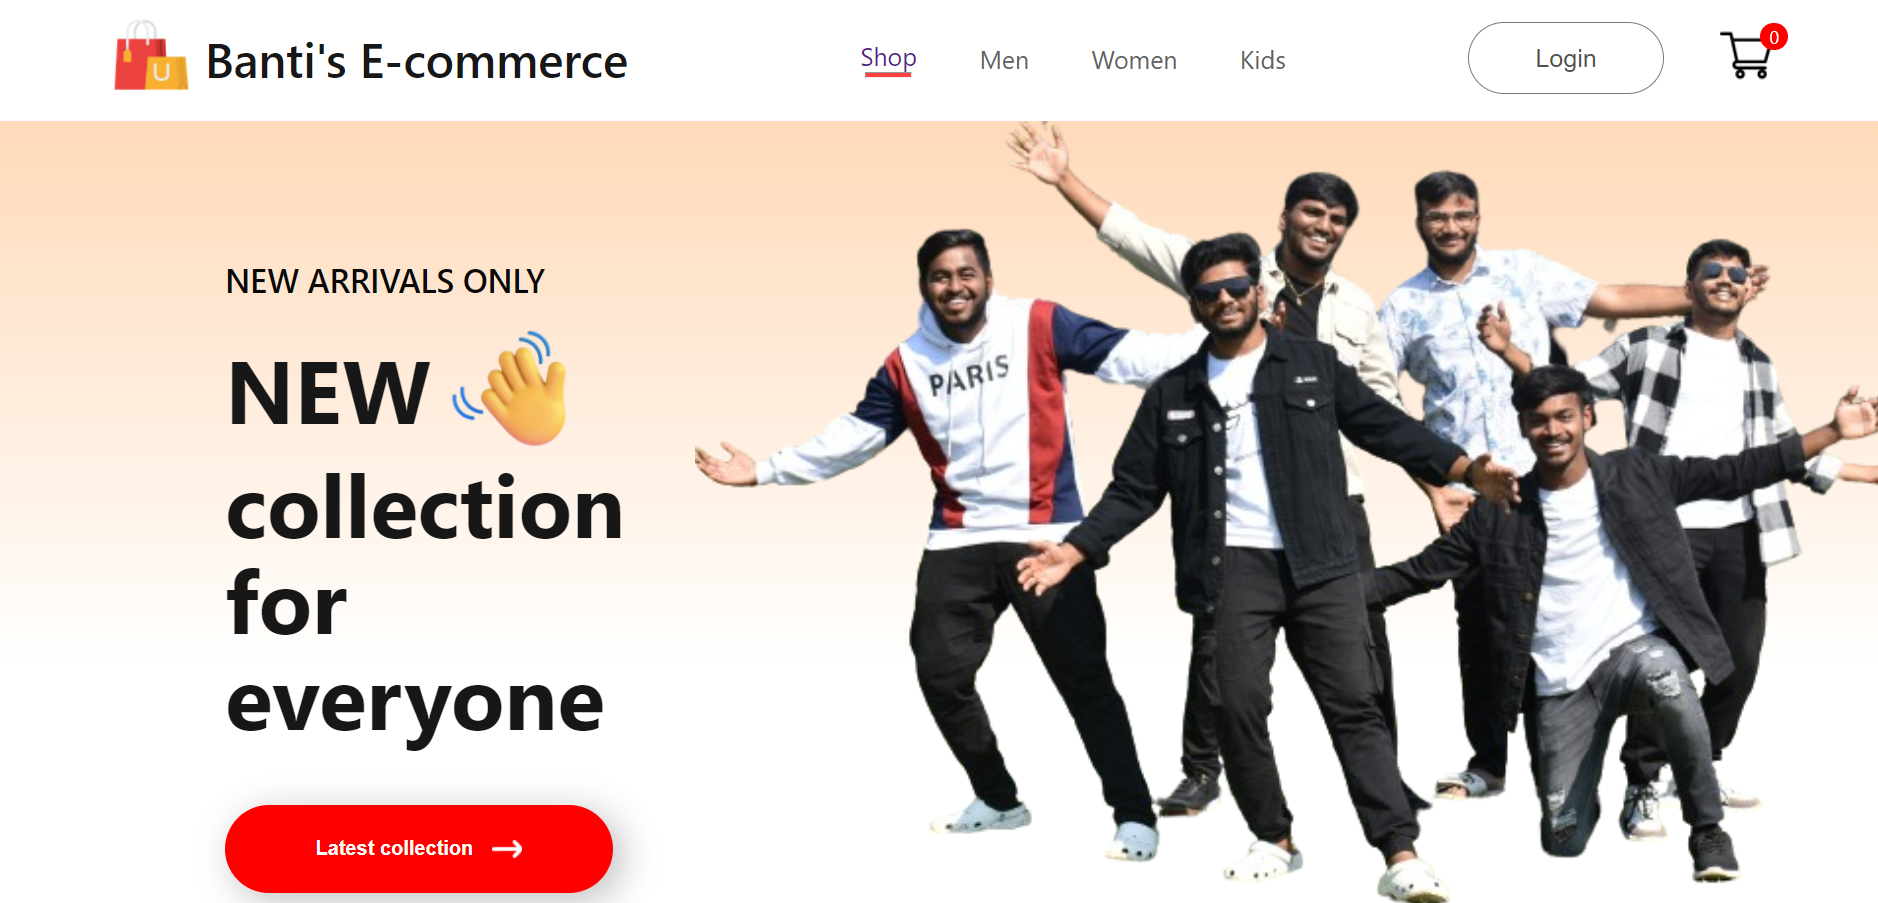 Banti's E-commerce
Shop
Men
Women
Kids
Login
0
NEW ARRIVALS ONLY
NEW
collection
for
everyone
Latest collection
PARIS